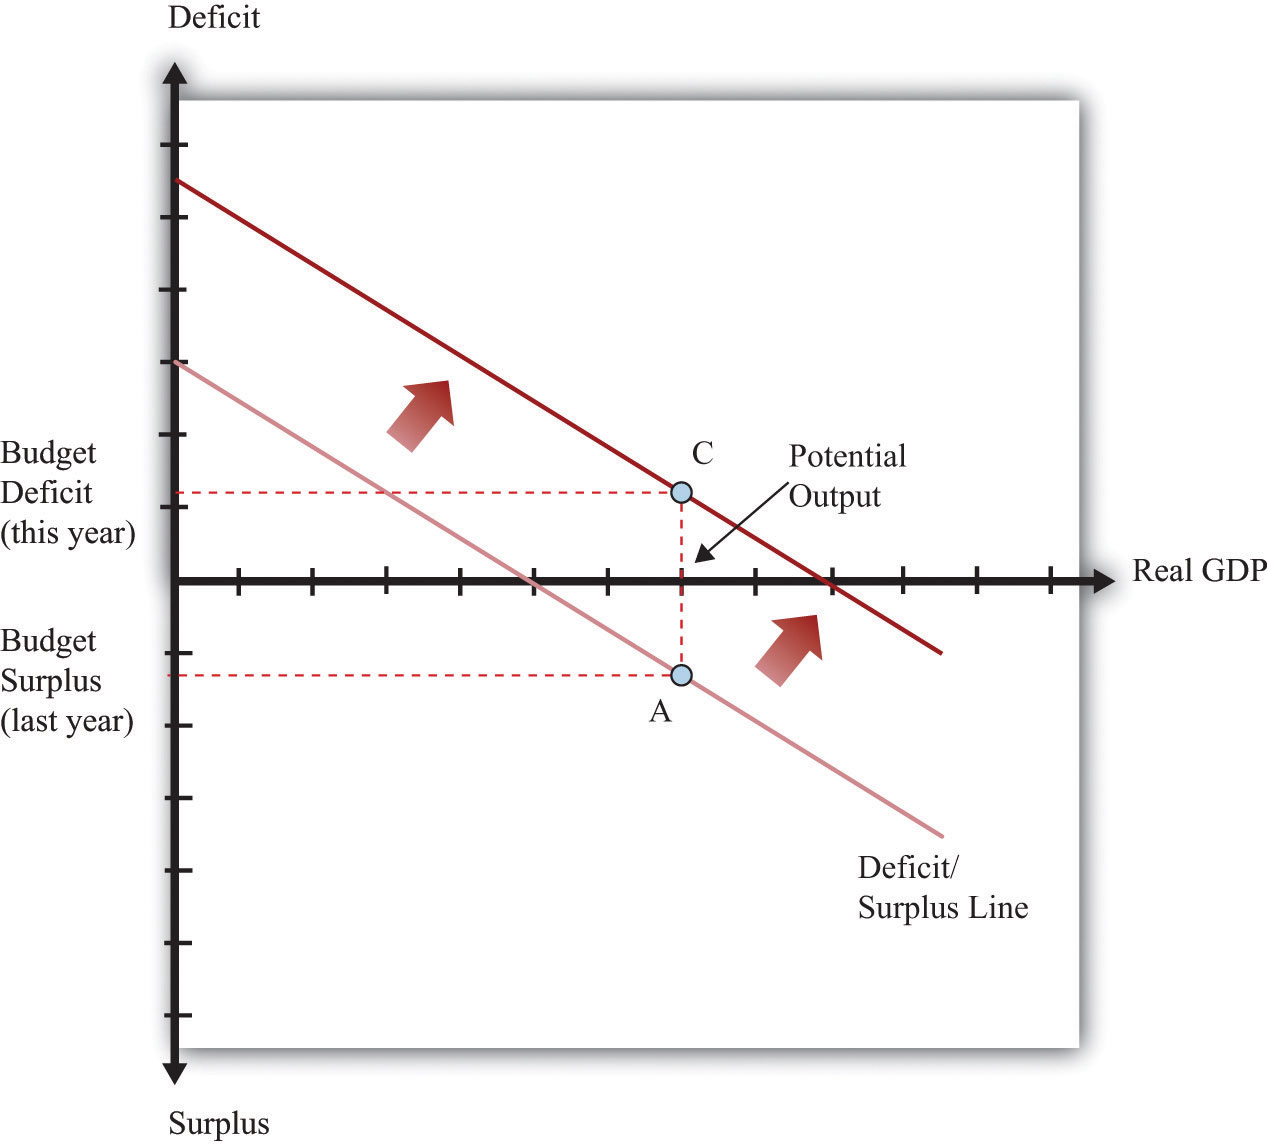 Deficit
Budget
Deficit
(this year)
C
Potential
Output
Real GDP
Budget
Surplus
(last year)
A
Deficit/
Surplus Line
Surplus